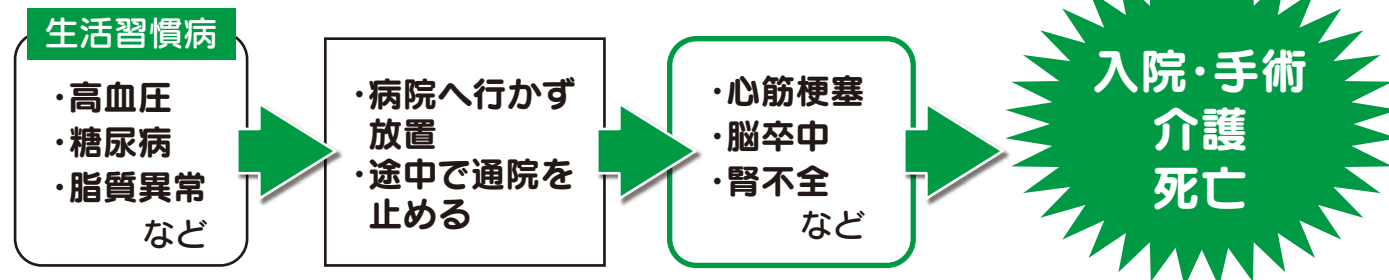 生活習慣病
・高血圧
・糖尿病
・脂質異常
など
・病院へ行かず
放置
・途中で通院を
止める
・心筋梗塞
・脳卒中
・腎不全
など
入院・手術
介護
死亡